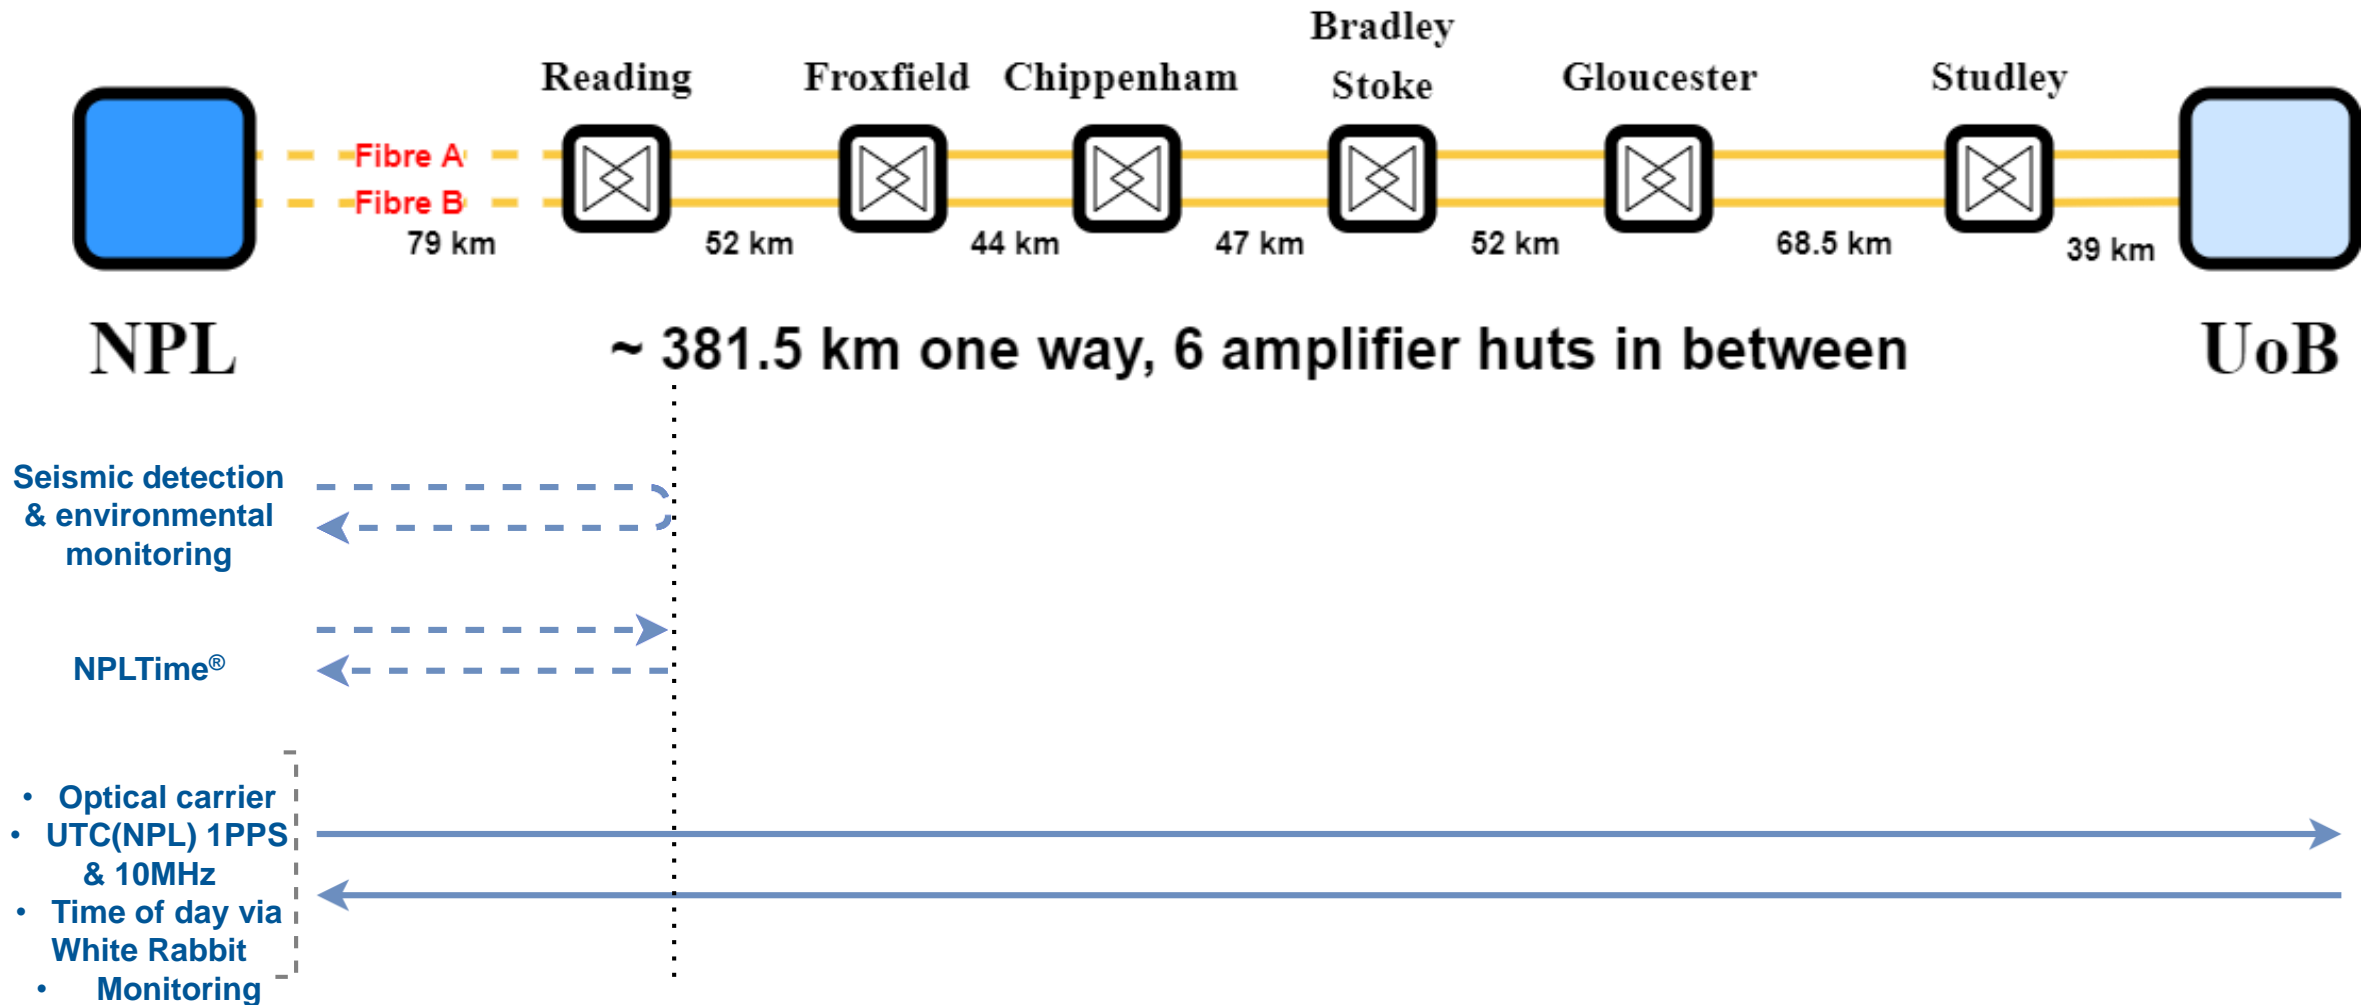 Bradley
Reading Froxfield Chippenham Stoke Gloucester Studley
Fibre A
Fibre B
79 km 52 km 44 km 47 km 52 km 68.5 km 39 km
NPL ~ 381.5 km one way, 6 amplifier huts in between UoB
Seismic detection
& environmental
monitoring
NPLTime®
• Optical carrier
• UTC(NPL) 1PPS
& 10MHz
• Time of day via
White Rabbit
• Monitoring